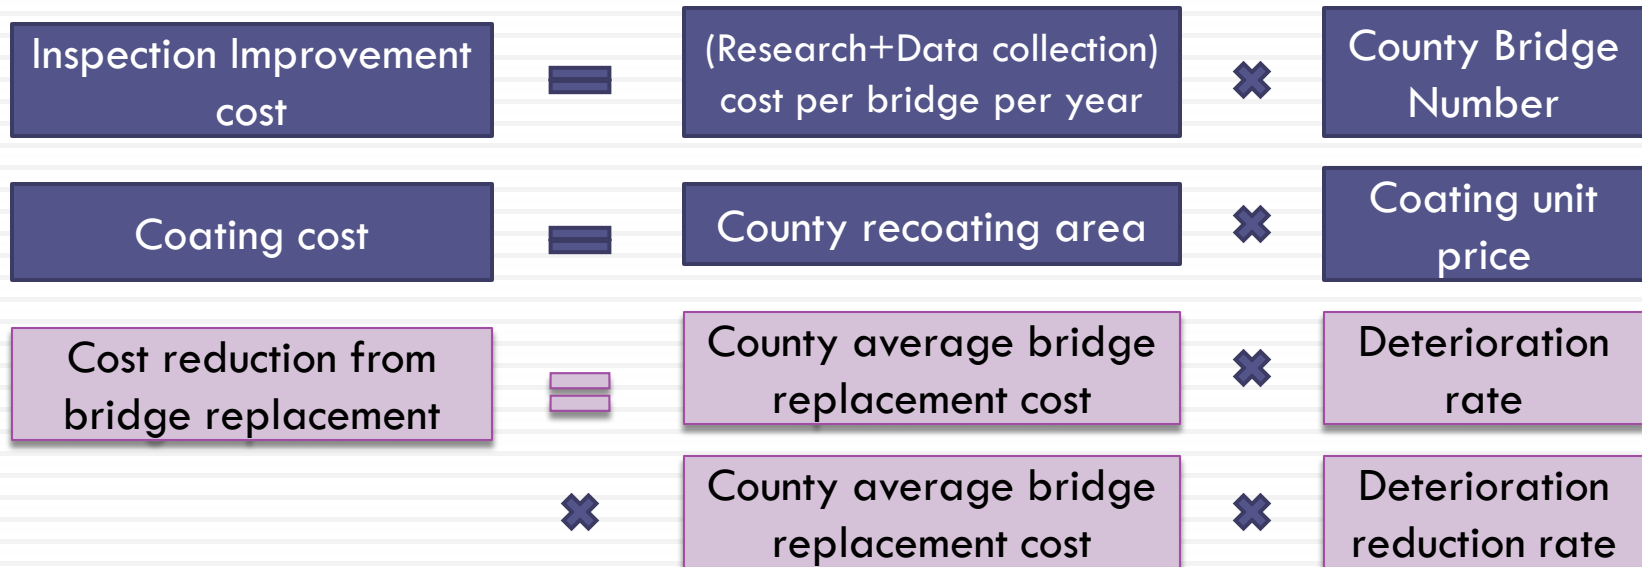 Inspection Improvement
cost
(Research+Data collection)
cost per bridge per year
County Bridge
Number
Coating cost
County recoating area
Coating unit
price
Cost reduction from
bridge replacement
County average bridge
replacement cost
Deterioration
rate
County average bridge
replacement cost
Deterioration
reduction rate